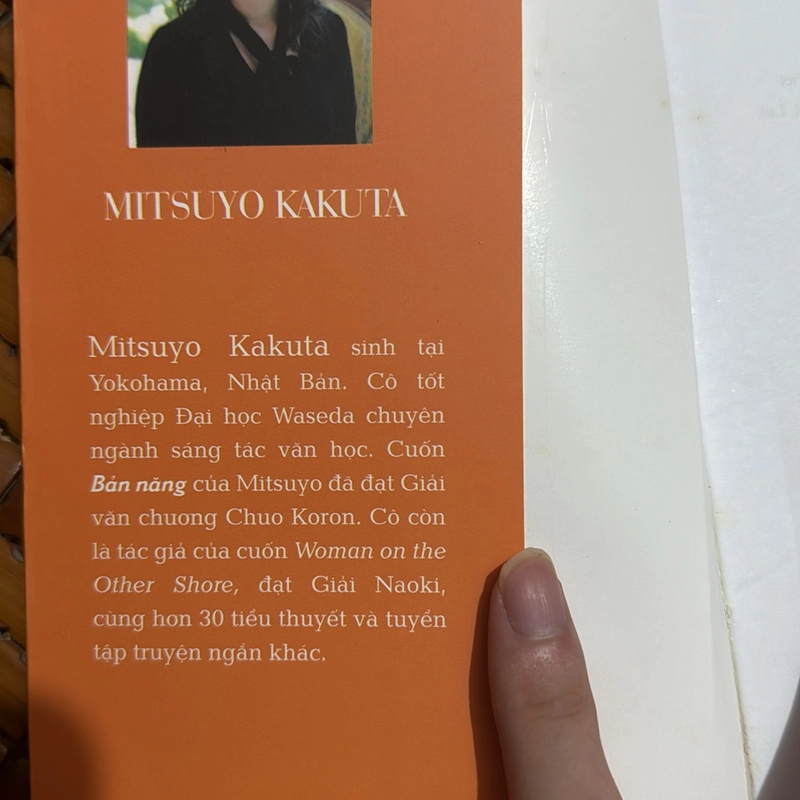 MITSUYO KAKUTA
Mitsuyo Kakuta sinh tại
Yokohama, Nhật Bản. Cô tốt
nghiệp Đại học Waseda chuyên
ngành sáng tác văn học. Cuốn
Bản năng của Mitsuyo đã đạt Giải
văn chương Chuo Koron. Cô còn
là tác giả của cuốn Woman on the
Other Shore, đạt Giải Naoki,
cùng hơn 30 tiểu thuyết và tuyển
tập truyện ngắn khác.